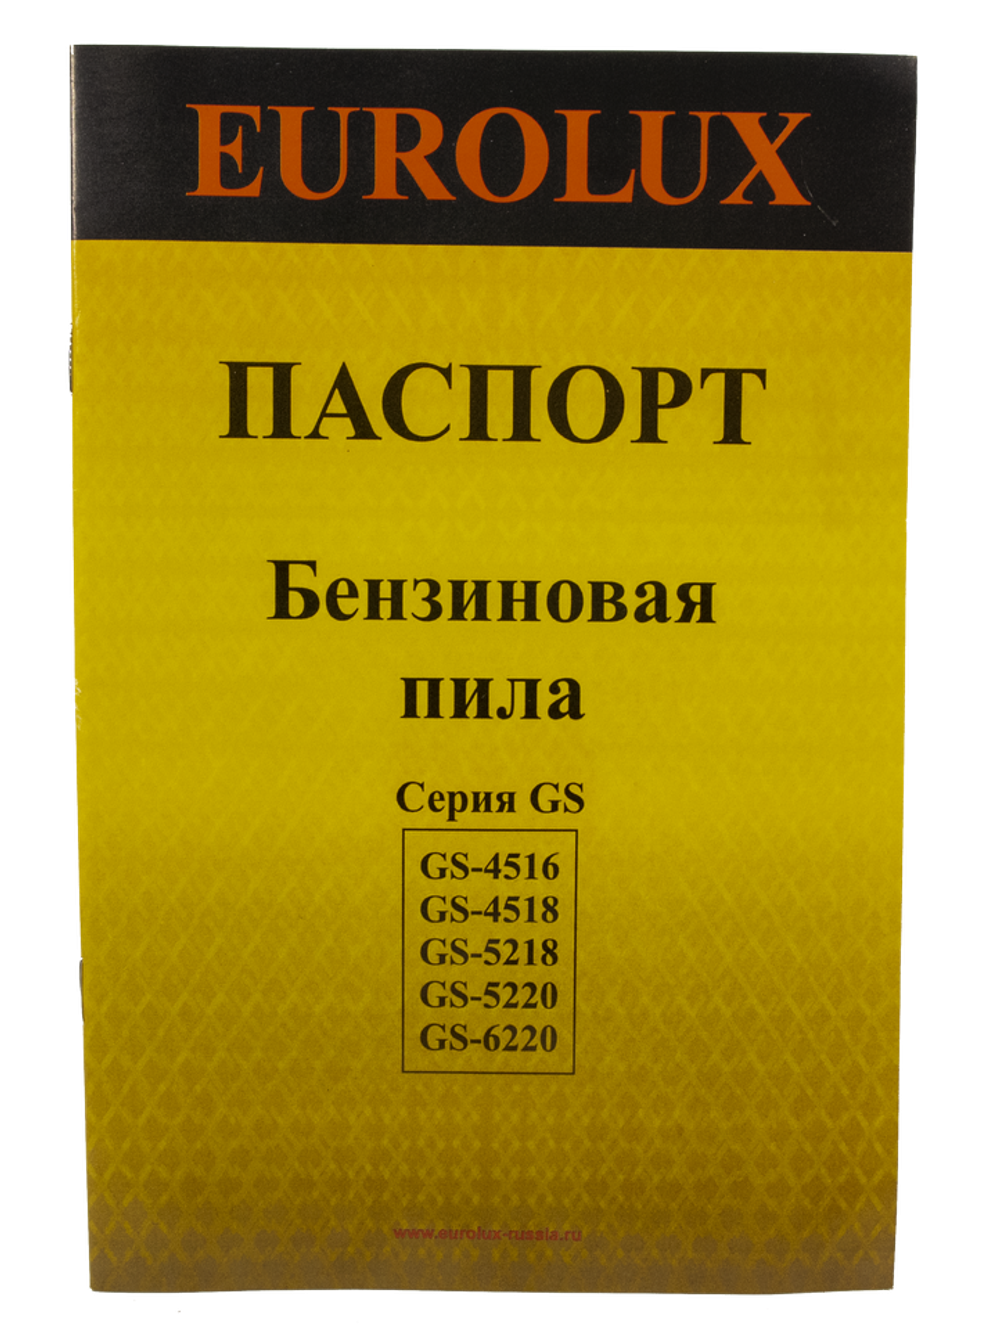 EUROLUX
ПАСПОРТ
Бензиновая
пила
Серия GS
GS-4516
GS-4518
GS-5218
GS-5220
GS-6220
www.eurolux-russia.ru